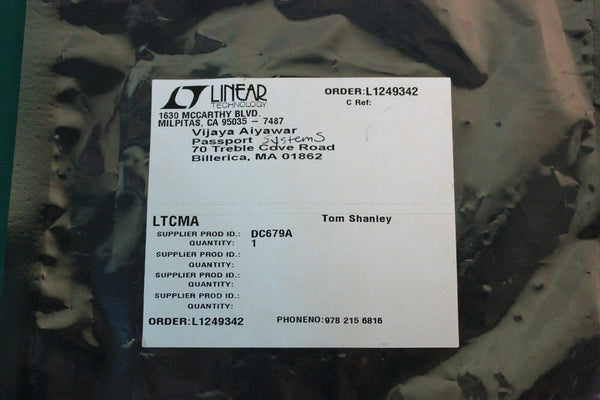 LINEAR
TECHNOLOGY
ORDER:L1249342
C Ref:
1630 MCCARTHY BLVD.
MILPITAS, CA 95035 - 7487
Vijaya Aiyawar
Passport Systems
70 Treble Cove Road
Billerica, MA 01862
LTCMA
Tom Shanley
SUPPLIER PROD ID.: DC679A
QUANTITY: 1
SUPPLIER PROD ID.:
QUANTITY:
SUPPLIER PROD ID.:
QUANTITY:
SUPPLIER PROD ID.:
QUANTITY:
ORDER:L1249342
PHONENO: 978 215 6816